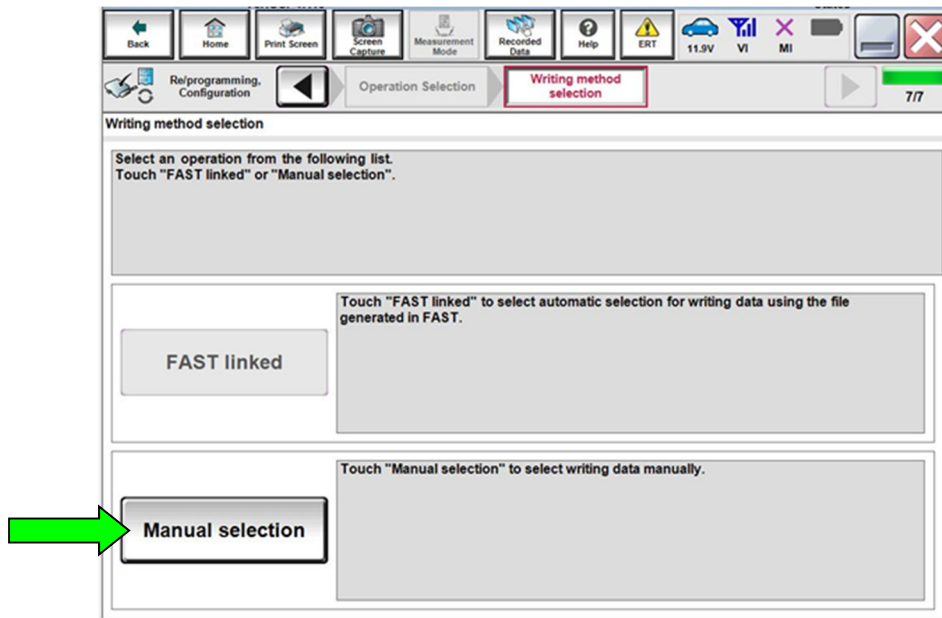 Back
Home
Print Screen
Screen
Capture
Measurement
Mode
Recorded
Data
Help
ERT
11.9V
VI
MI
Re/programming,
Configuration
Operation Selection
Writing method
selection
7/7
Writing method selection
Select an operation from the following list.
Touch "FAST linked" or "Manual selection".
FAST linked
Touch "FAST linked" to select automatic selection for writing data using the file
generated in FAST.
Manual selection
Touch "Manual selection" to select writing data manually.